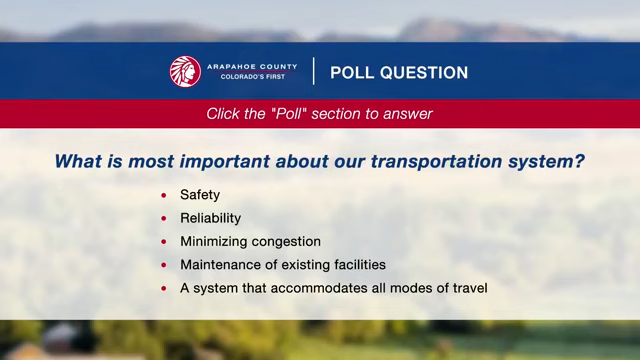 ARAPAHOE COUNTY
COLORADO'S FIRST
POLL QUESTION
Click the "Poll" section to answer
What is most important about our transportation system?
• Safety
• Reliability
• Minimizing congestion
• Maintenance of existing facilities
• A system that accommodates all modes of travel